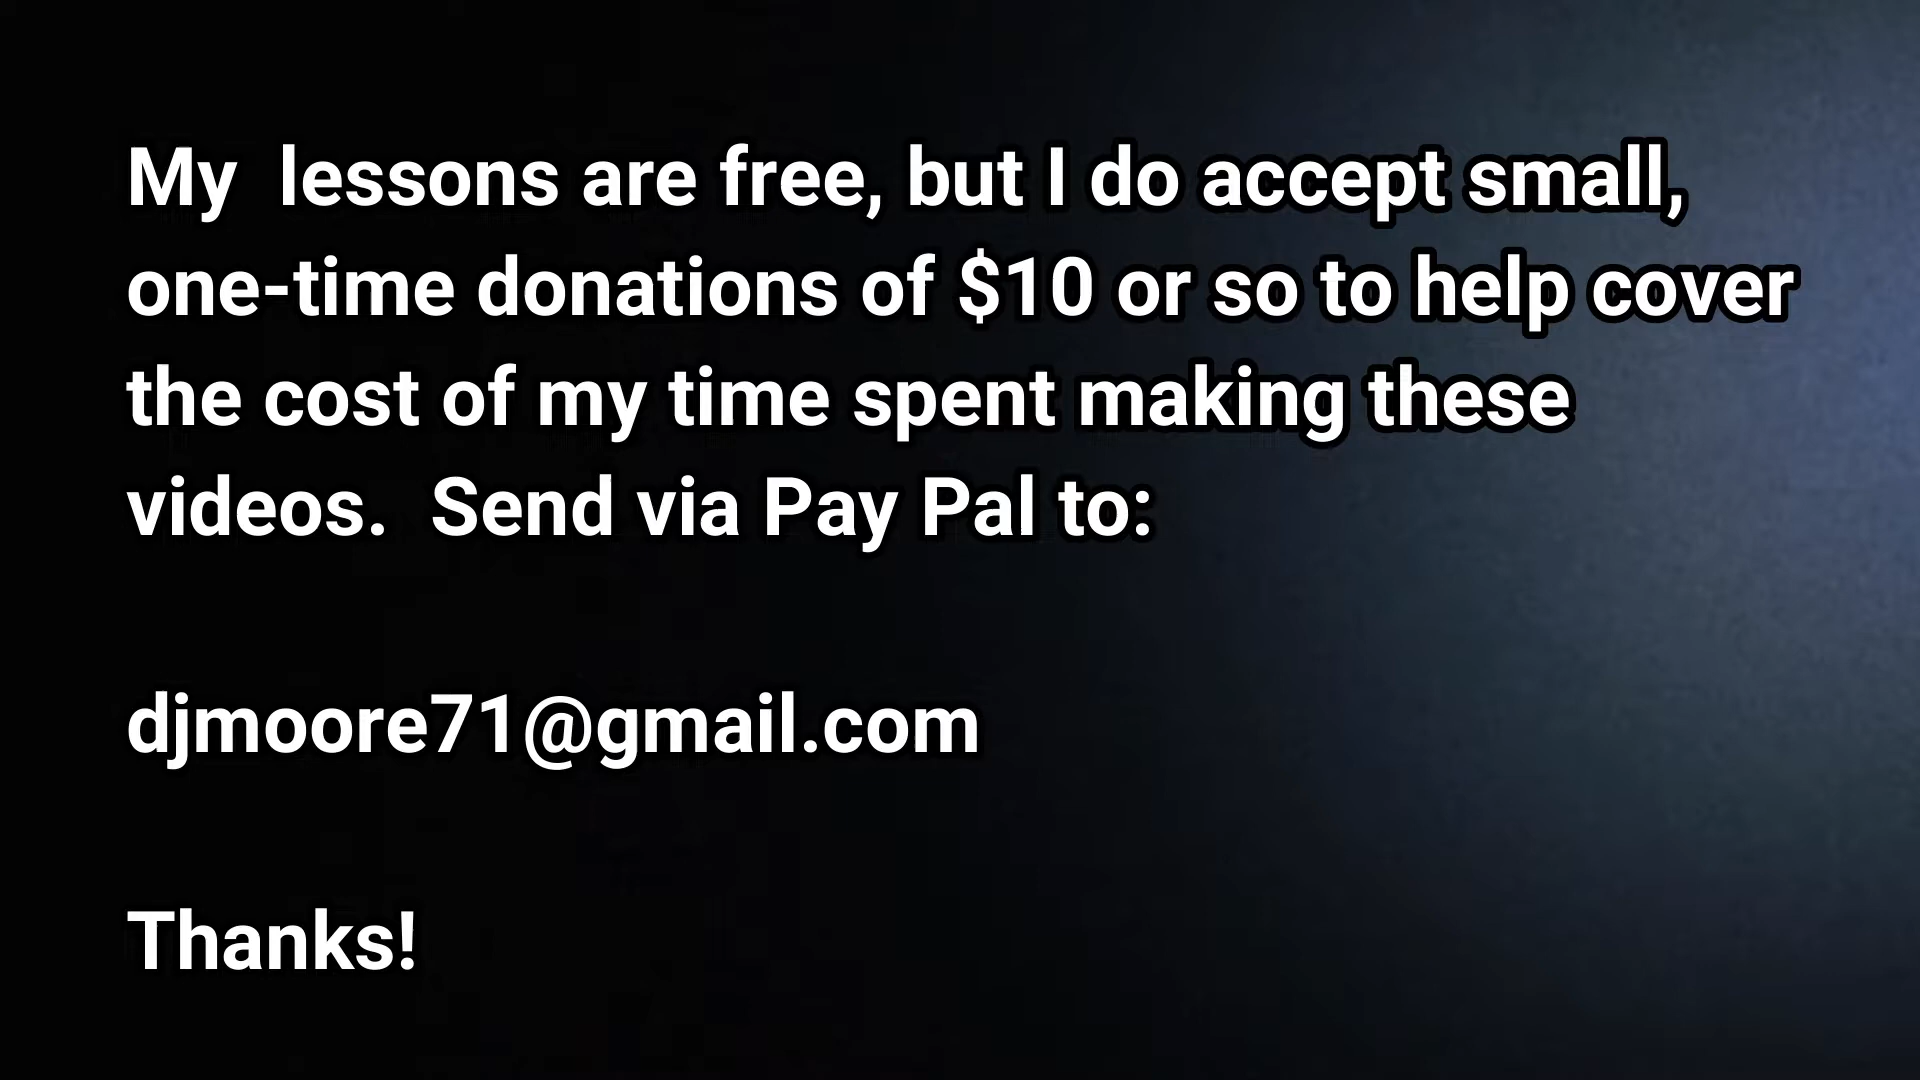 My  lessons are free, but I do accept small,
one-time donations of $10 or so to help cover
the cost of my time spent making these
videos.  Send via Pay Pal to:
djmoore71@gmail.com
Thanks!